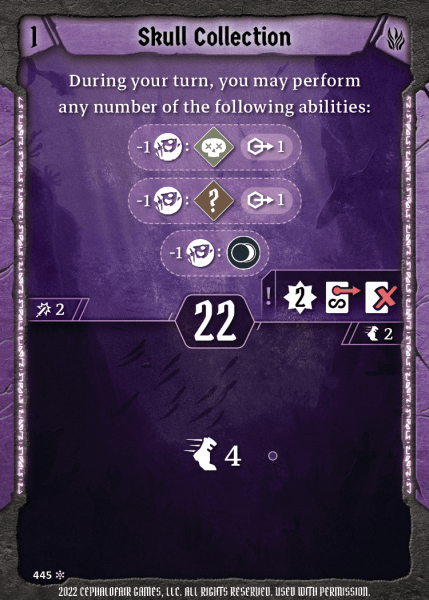 1 Skull Collection
During your turn, you may perform
any number of the following abilities:
-1 : 1
-1 : ? 1
-1 :
! 2
2 22
2
4
445
2022 CEPHALOFAIR GAMES, LLC. ALL RIGHTS RESERVED. USED WITH PERMISSION.